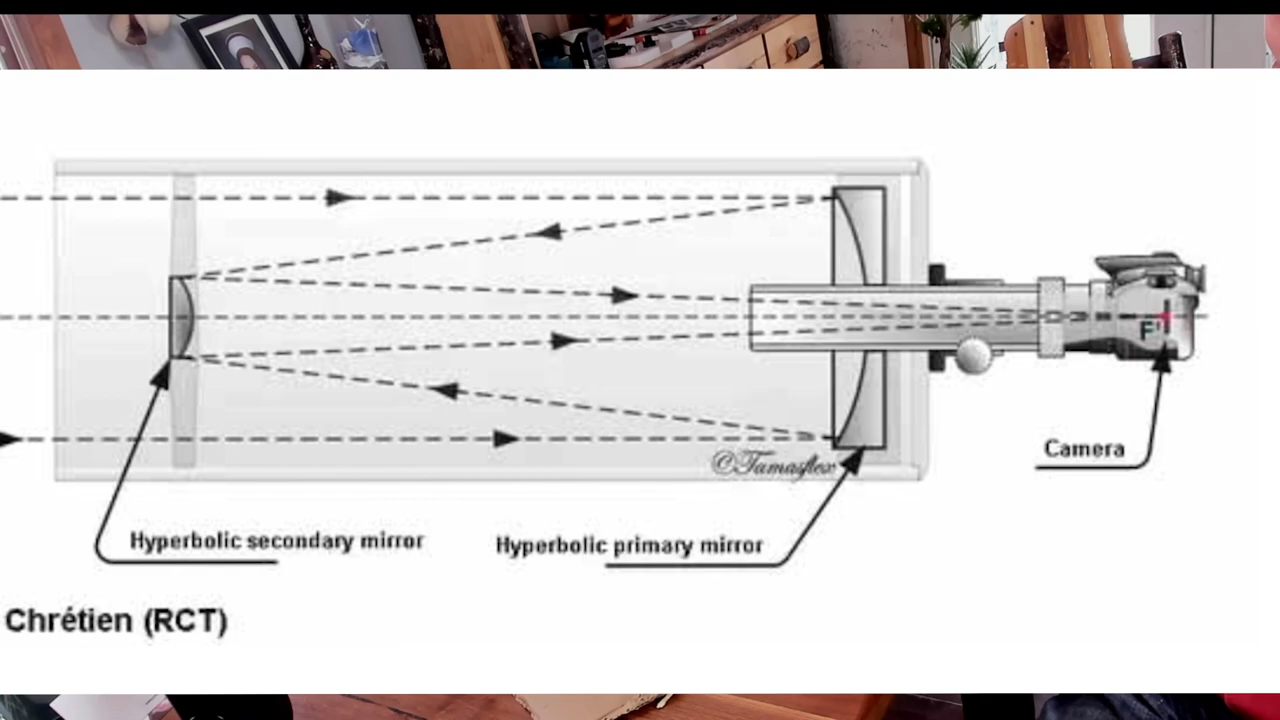 F'
Camera
©Tamasflex
Hyperbolic secondary mirror
Hyperbolic primary mirror
Chrétien (RCT)